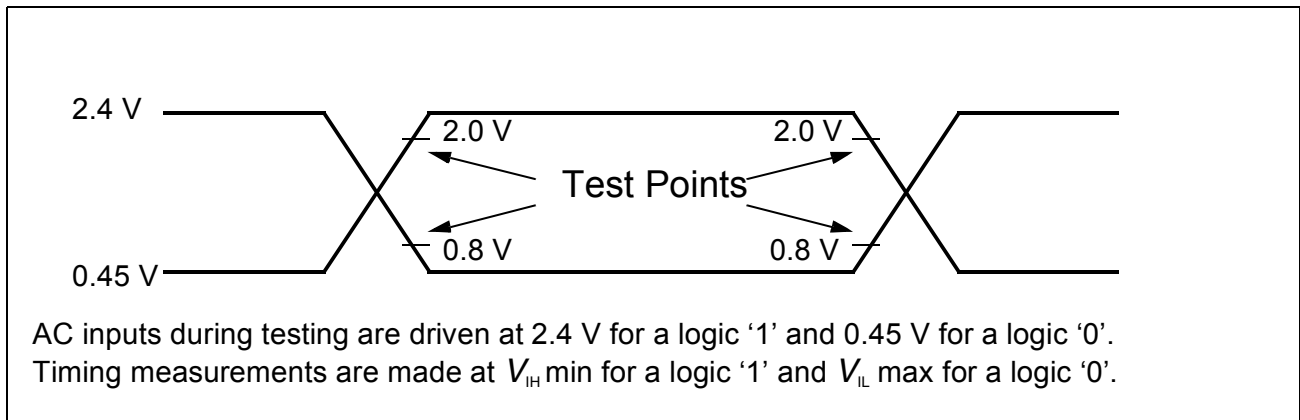 2.4 V
2.0 V
2.0 V
Test Points
0.8 V
0.8 V
0.45 V
AC inputs during testing are driven at 2.4 V for a logic ‘1’ and 0.45 V for a logic ‘0’.
Timing measurements are made at VIH min for a logic ‘1’ and VIL max for a logic ‘0’.